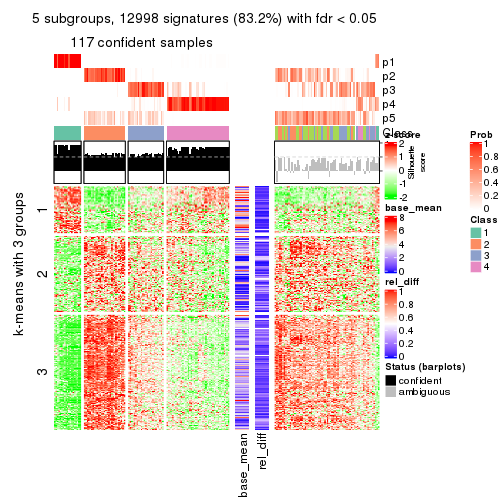 5 subgroups, 12998 signatures (83.2%) with fdr < 0.05
117 confident samples
p1
p2
p3
p4
p5
Class
Silhouette
score
k-means with 3 groups
1
2
3
base_mean
rel_diff
z-score
2
1
0
-1
-2
base_mean
8
6
4
2
0
rel_diff
1
0.8
0.6
0.4
0.2
0
Status (barplots)
confident
ambiguous
Prob
1
0.8
0.6
0.4
0.2
0
Class
1
2
3
4